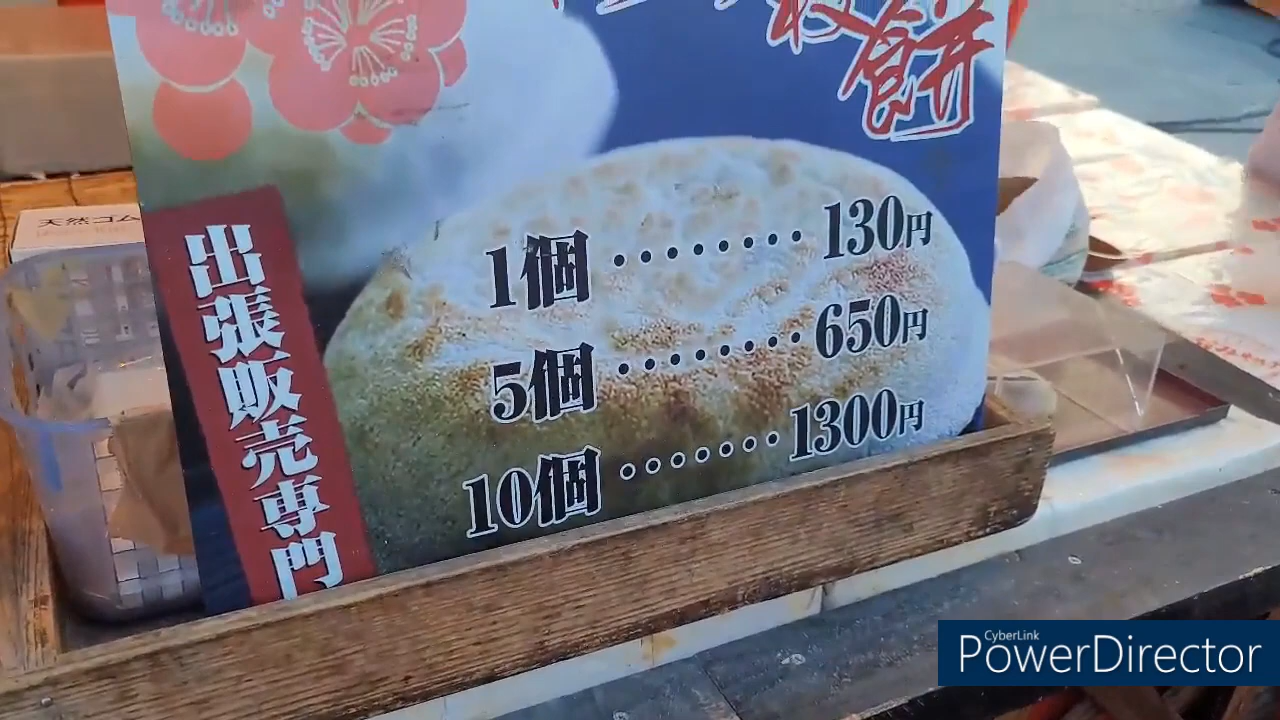 枝餅
天然ゴム
出張販売専門
1個 ········ 130円
5個 ········ 650円
10個 ······· 1300円
CyberLink
PowerDirector